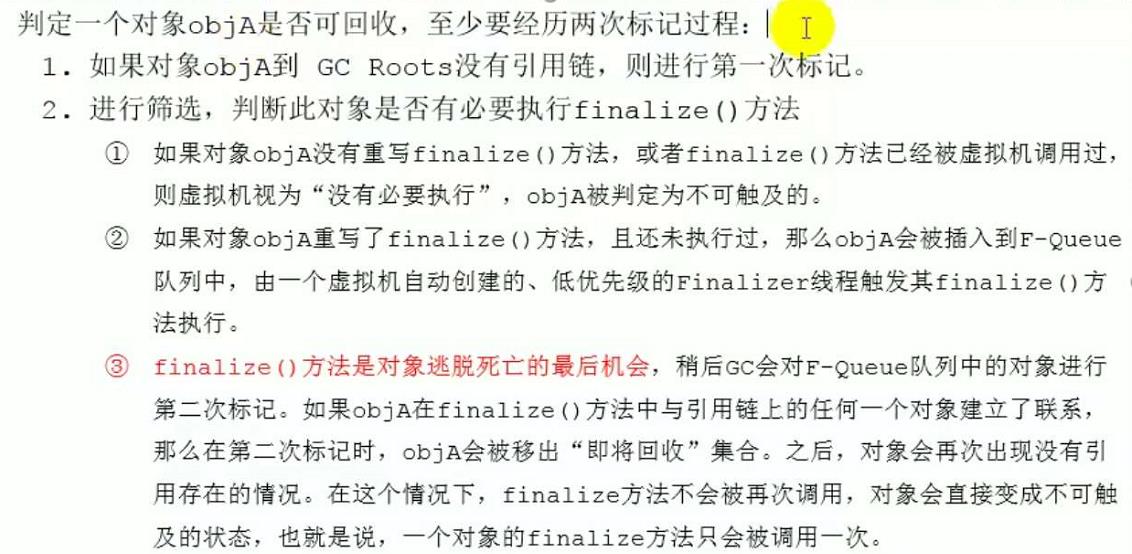 判定一个对象objA是否可回收，至少要经历两次标记过程：
1. 如果对象objA到 GC Roots没有引用链，则进行第一次标记。
2. 进行筛选，判断此对象是否有必要执行finalize()方法
① 如果对象objA没有重写finalize()方法，或者finalize()方法已经被虚拟机调用过，
则虚拟机视为“没有必要执行”，objA被判定为不可触及的。
② 如果对象objA重写了finalize()方法，且还未执行过，那么objA会被插入到F-Queue
队列中，由一个虚拟机自动创建的、低优先级的Finalizer线程触发其finalize()方
法执行。
③ finalize()方法是对象逃脱死亡的最后机会，稍后GC会对F-Queue队列中的对象进行
第二次标记。如果objA在finalize()方法中与引用链上的任何一个对象建立了联系，
那么在第二次标记时，objA会被移出“即将回收”集合。之后，对象会再次出现没有引
用存在的情况。在这个情况下，finalize方法不会被再次调用，对象会直接变成不可触
及的状态，也就是说，一个对象的finalize方法只会被调用一次。